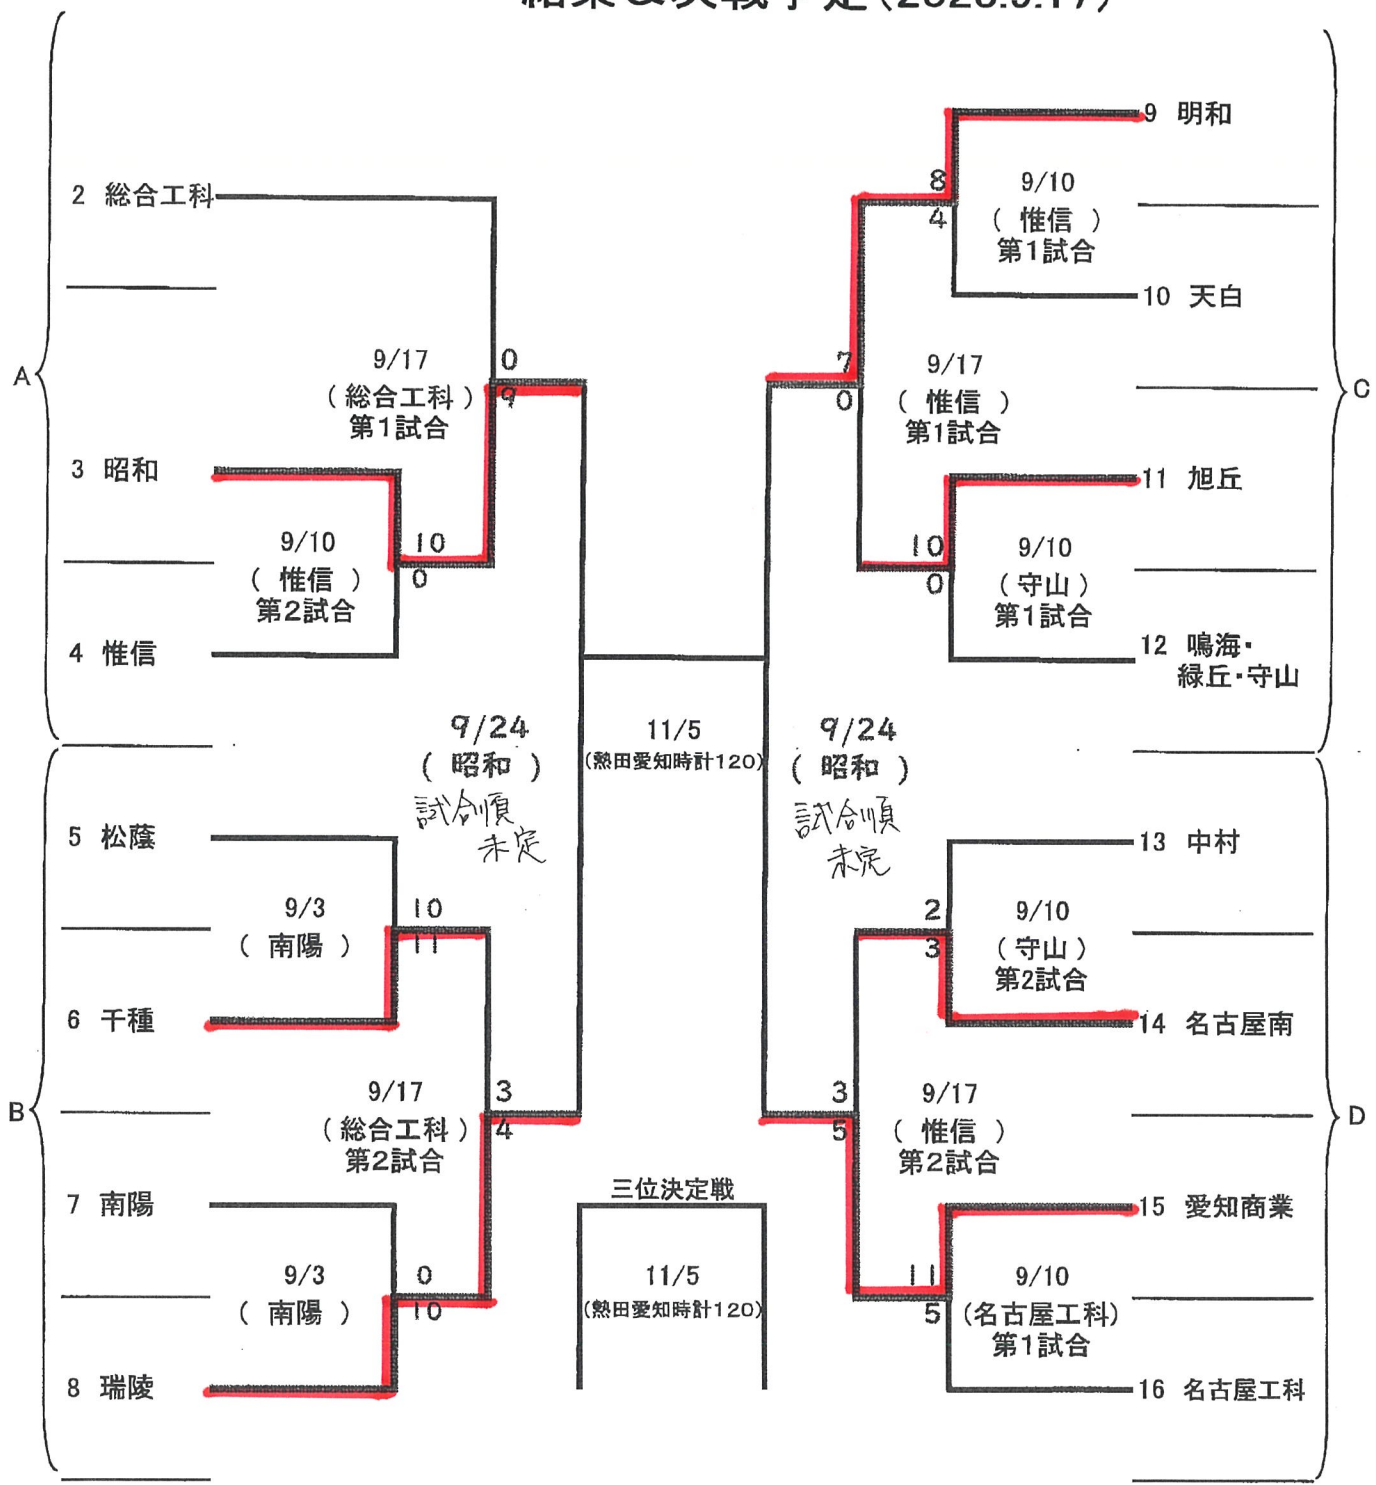 (2023.9.17)
A
2 総合工科
9/17
(総合工科)
第1試合
0
9
3 昭和
9/10
( 惟信 )
第2試合
10
0
4 惟信
B
5 松蔭
9/3
( 南陽 )
10
11
6 千種
9/17
(総合工科)
第2試合
3
4
7 南陽
9/3
( 南陽 )
0
10
8 瑞陵
9/24
( 昭和 )
試合順
未定
11/5
(熱田愛知時計120)
9/24
( 昭和 )
試合順
未定
三位決定戦
11/5
(熱田愛知時計120)
C
9 明和
8
4
9/10
( 惟信 )
第1試合
10 天白
7
0
9/17
( 惟信 )
第1試合
11 旭丘
10
0
9/10
(守山)
第1試合
12 鳴海・
緑丘・守山
D
13 中村
2
3
9/10
(守山)
第2試合
14 名古屋南
3
5
9/17
( 惟信 )
第2試合
15 愛知商業
11
5
9/10
(名古屋工科)
第1試合
16 名古屋工科